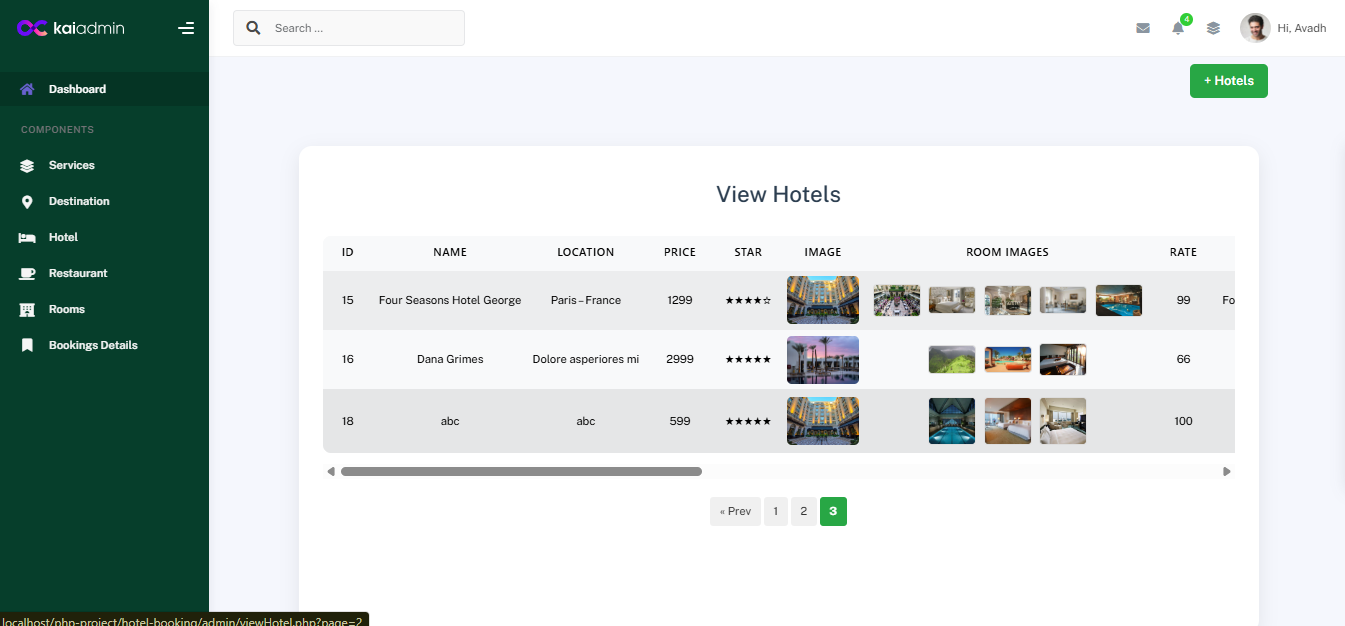 kaiadmin
Search ...
4
Hi, Avadh
+ Hotels
Dashboard
COMPONENTS
Services
Destination
Hotel
Restaurant
Rooms
Bookings Details
View Hotels
ID NAME LOCATION PRICE STAR IMAGE ROOM IMAGES RATE
15 Four Seasons Hotel George Paris – France 1299 ★★★★☆ 99 Fo
16 Dana Grimes Dolore asperiores mi 2999 ★★★★★ 66
18 abc abc 599 ★★★★★ 100
« Prev 1 2 3
localhost/php-project/hotel-booking/admin/viewHotel.php?page=2